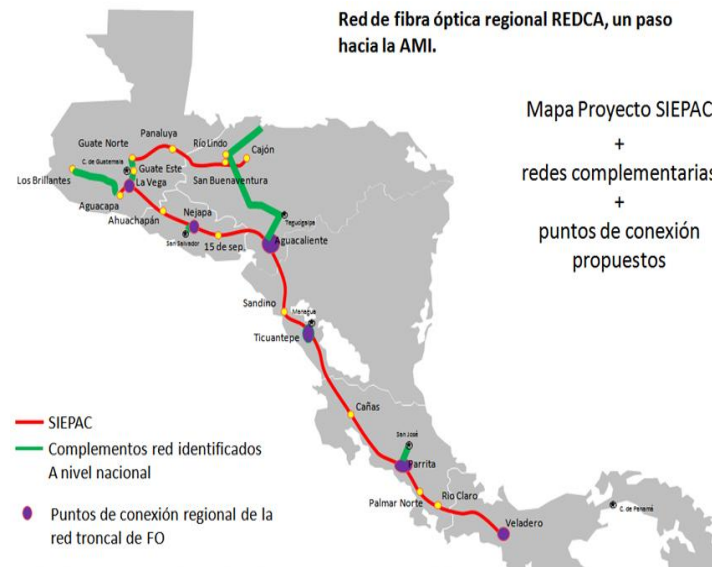 Red de fibra óptica regional REDCA, un paso
hacia la AMI.
Mapa Proyecto SIEPAC
+
redes complementarias
+
puntos de conexión
propuestos
Panaluya
Río Lindo
Guate Norte
Cajón
C. de Guatemala
Guate Este
Los Brillantes
La Vega
San Buenaventura
Aguacapa
Nejapa
Ahuachapán
Tegucigalpa
San Salvador
15 de sep.
Aguacaliente
Sandino
Managua
Ticuantepe
Cañas
SIEPAC
San José
Complementos red identificados
A nivel nacional
Parrita
Palmar Norte
Rio Claro
Puntos de conexión regional de la
red troncal de FO
Veladero
C. de Panamá